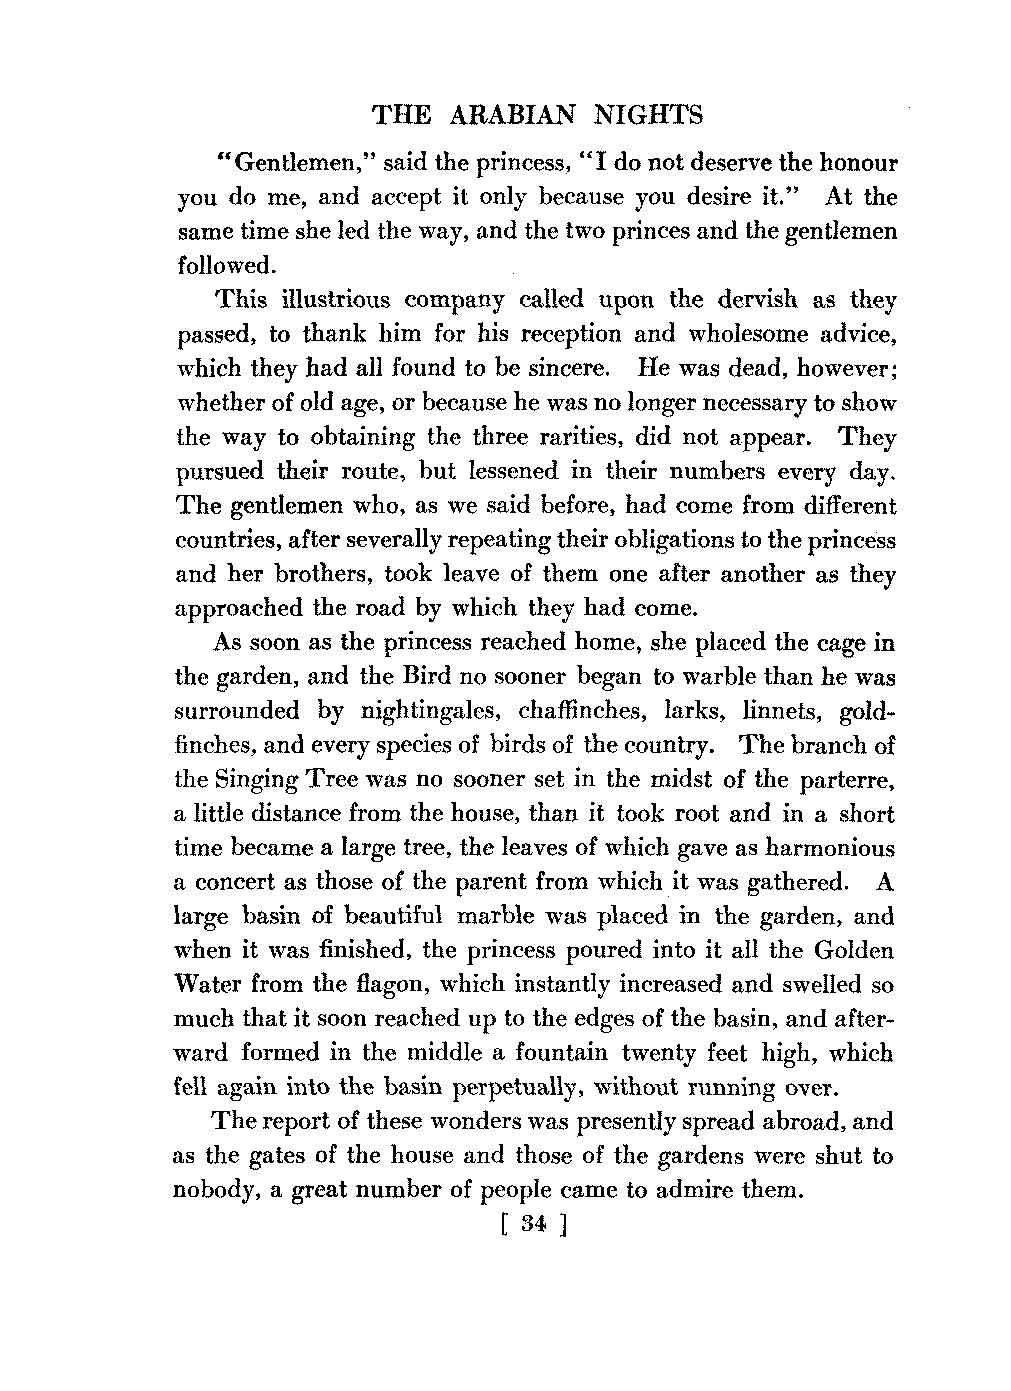 THE ARABIAN NIGHTS
“Gentlemen,” said the princess, “I do not deserve the honour
you do me, and accept it only because you desire it.” At the
same time she led the way, and the two princes and the gentlemen
followed.
This illustrious company called upon the dervish as they
passed, to thank him for his reception and wholesome advice,
which they had all found to be sincere. He was dead, however;
whether of old age, or because he was no longer necessary to show
the way to obtaining the three rarities, did not appear. They
pursued their route, but lessened in their numbers every day.
The gentlemen who, as we said before, had come from different
countries, after severally repeating their obligations to the princess
and her brothers, took leave of them one after another as they
approached the road by which they had come.
As soon as the princess reached home, she placed the cage in
the garden, and the Bird no sooner began to warble than he was
surrounded by nightingales, chaffinches, larks, linnets, gold-
finches, and every species of birds of the country. The branch of
the Singing Tree was no sooner set in the midst of the parterre,
a little distance from the house, than it took root and in a short
time became a large tree, the leaves of which gave as harmonious
a concert as those of the parent from which it was gathered. A
large basin of beautiful marble was placed in the garden, and
when it was finished, the princess poured into it all the Golden
Water from the flagon, which instantly increased and swelled so
much that it soon reached up to the edges of the basin, and after-
ward formed in the middle a fountain twenty feet high, which
fell again into the basin perpetually, without running over.
The report of these wonders was presently spread abroad, and
as the gates of the house and those of the gardens were shut to
nobody, a great number of people came to admire them.
[ 34 ]